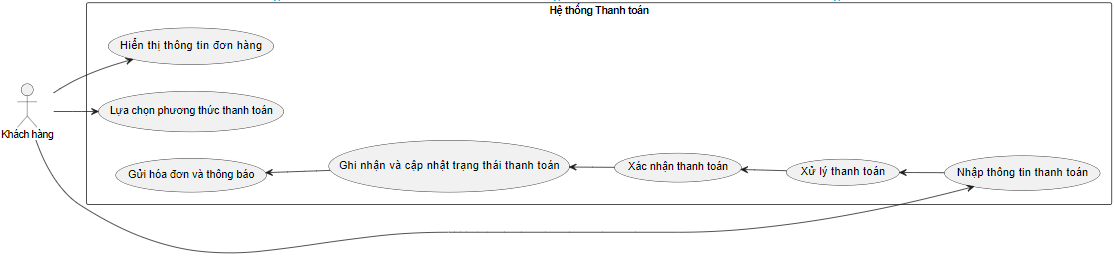 Hệ thống Thanh toán
Hiển thị thông tin đơn hàng
Lựa chọn phương thức thanh toán
Khách hàng
Gửi hóa đơn và thông báo
Ghi nhận và cập nhật trạng thái thanh toán
Xác nhận thanh toán
Xử lý thanh toán
Nhập thông tin thanh toán